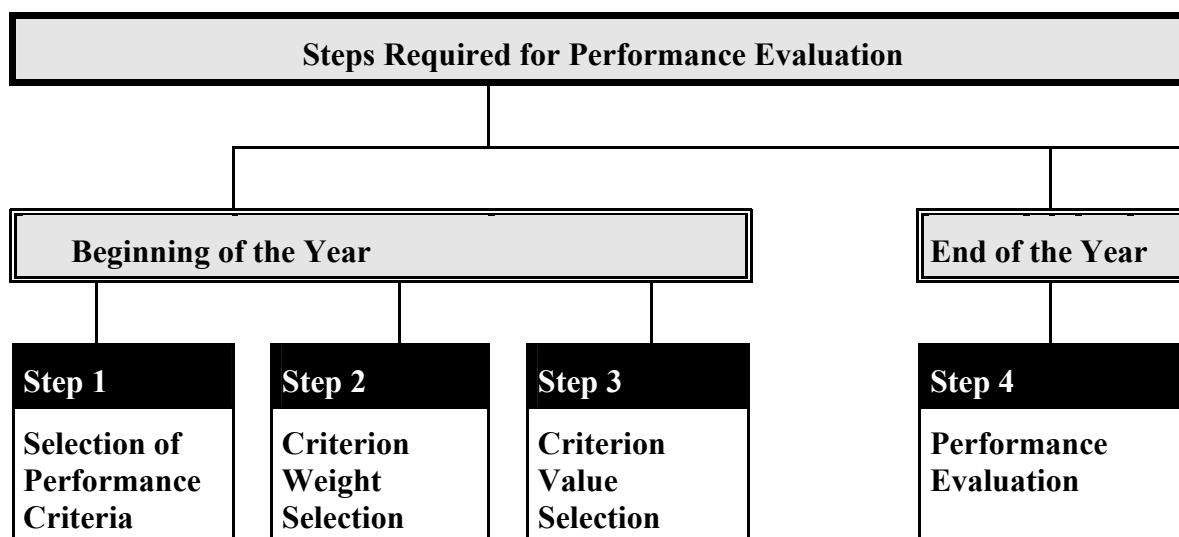 Steps Required for Performance Evaluation
Beginning of the Year
End of the Year
Step 1
Selection of
Performance
Criteria
Step 2
Criterion
Weight
Selection
Step 3
Criterion
Value
Selection
Step 4
Performance
Evaluation